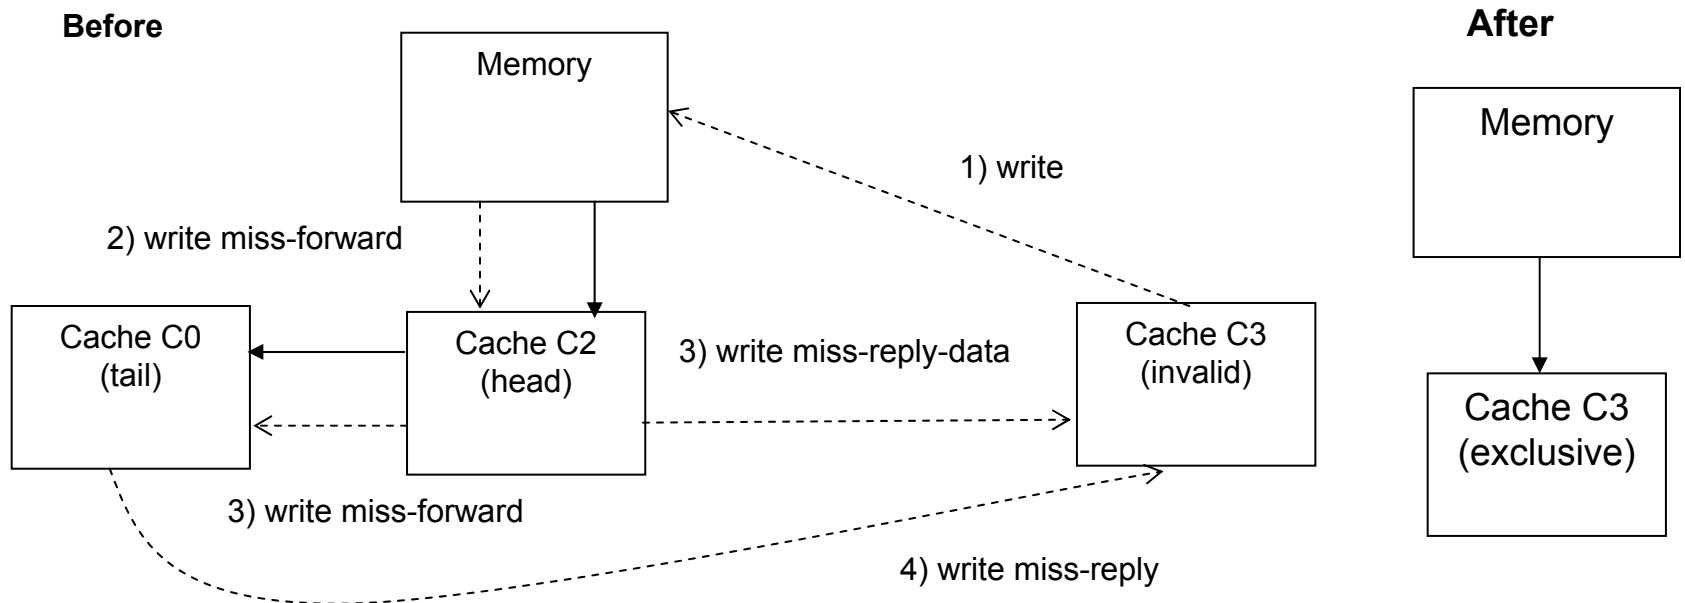 Before
After
Memory
Memory
1) write
2) write miss-forward
Cache C0
(tail)
Cache C2
(head)
3) write miss-reply-data
Cache C3
(invalid)
Cache C3
(exclusive)
3) write miss-forward
4) write miss-reply